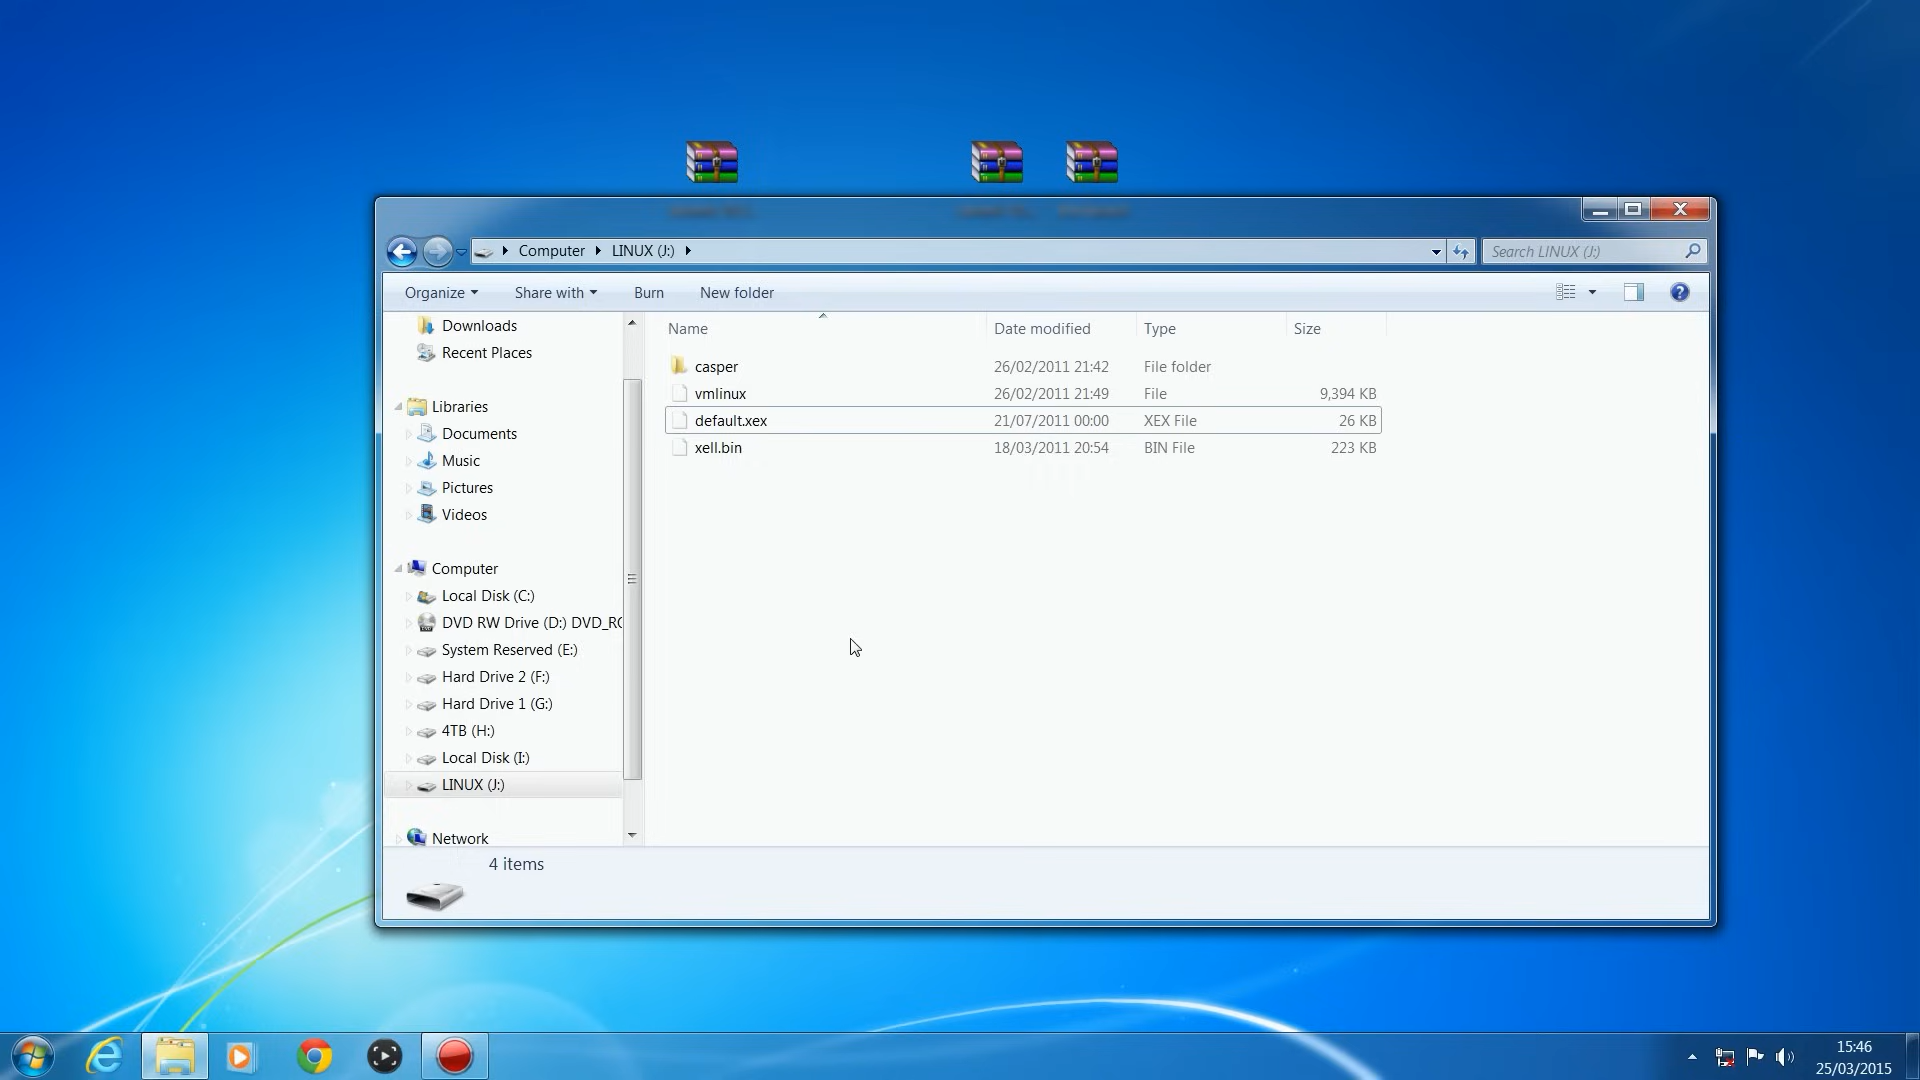 Computer LINUX (J:)
Search LINUX (J:)
Organize Share with Burn New folder
Downloads
Recent Places
Libraries
Documents
Music
Pictures
Videos
Computer
Local Disk (C:)
DVD RW Drive (D:) DVD_RO
System Reserved (E:)
Hard Drive 2 (F:)
Hard Drive 1 (G:)
4TB (H:)
Local Disk (I:)
LINUX (J:)
Network
Name Date modified Type Size
casper 26/02/2011 21:42 File folder
vmlinux 26/02/2011 21:49 File 9,394 KB
default.xex 21/07/2011 00:00 XEX File 26 KB
xell.bin 18/03/2011 20:54 BIN File 223 KB
4 items
15:46
25/03/2015